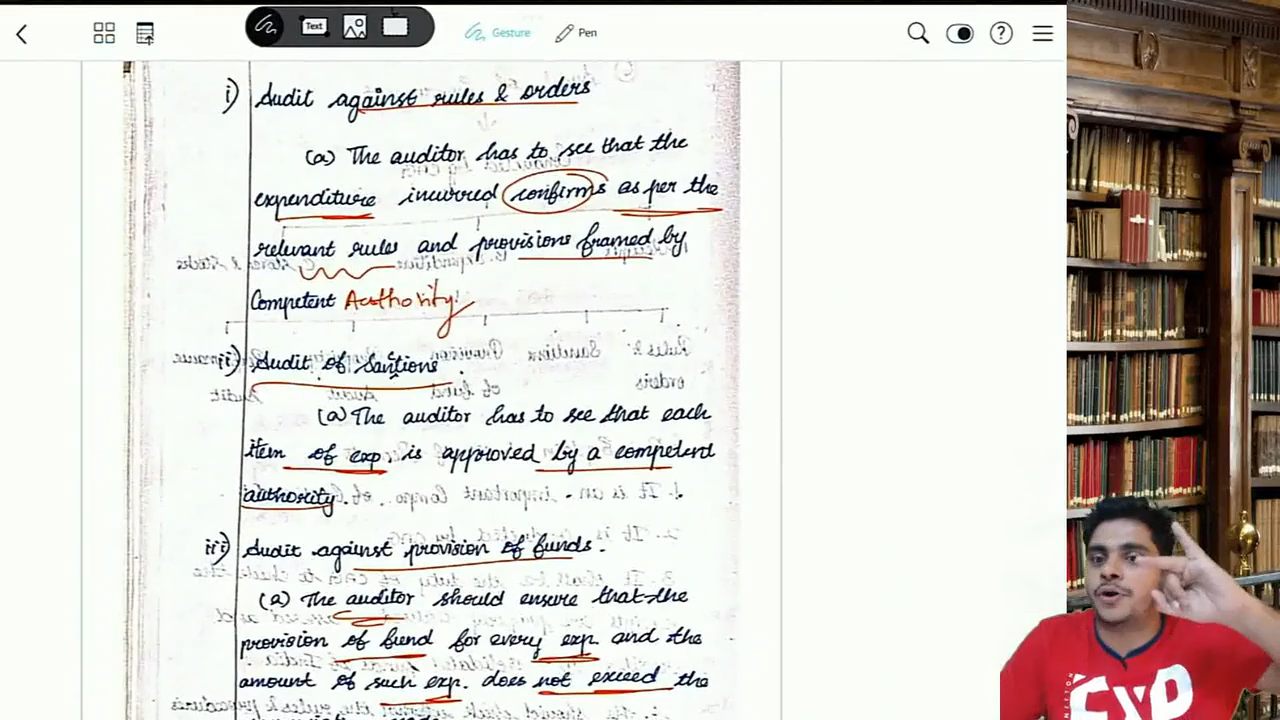 Text
Gesture
Pen
i) Audit against rules & orders
(a) The auditor has to see that the
expenditure incurred confirms as per the
relevant rules and provisions framed by
Competent Authority.
ii) Audit of Sanctions
(a) The auditor has to see that each
item of exp. is approved by a competent
authority.
iii) Audit against provision of funds.
(a) The auditor should ensure that the
provision of fund for every exp and the
amount of such exp. does not exceed the